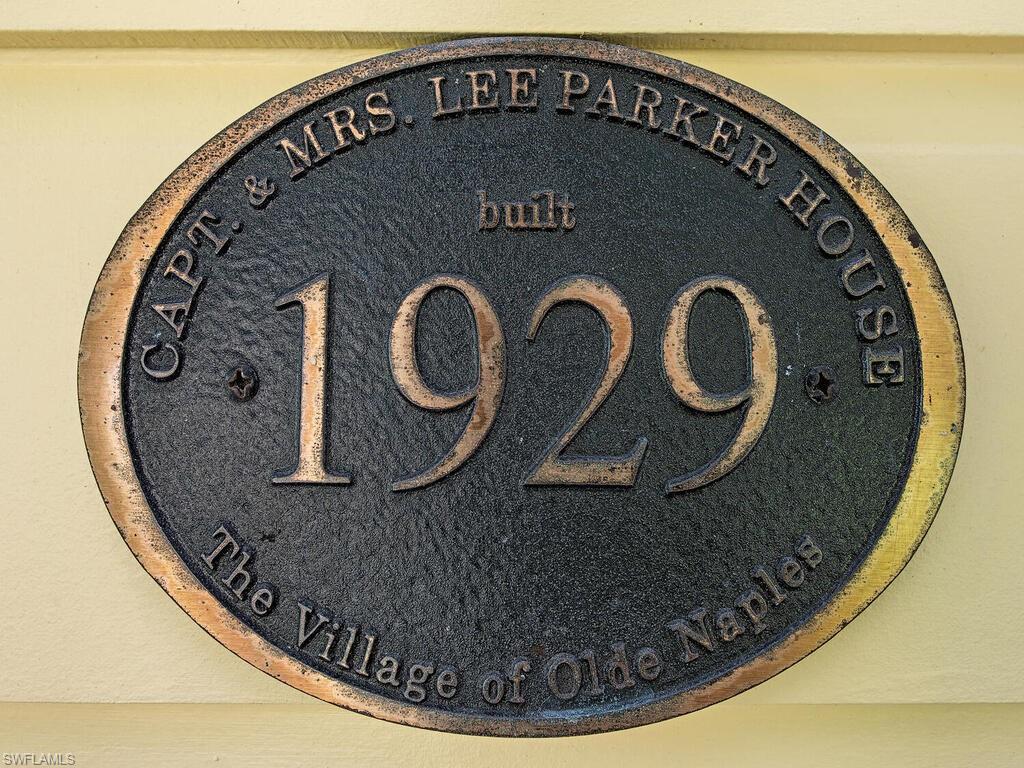 CAPT. & MRS. LEE PARKER HOUSE
built
1929
The Village of Olde Naples
SWFLAMLS